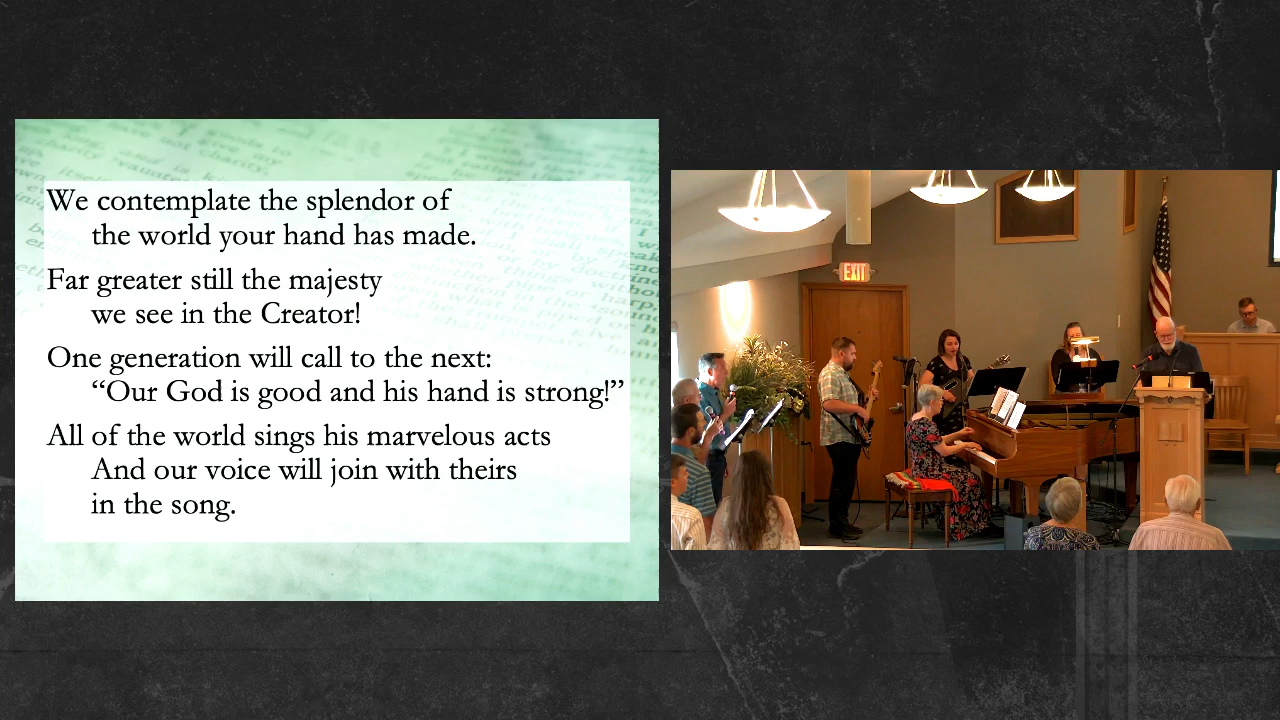 We contemplate the splendor of
the world your hand has made.
Far greater still the majesty
we see in the Creator!
One generation will call to the next:
“Our God is good and his hand is strong!”
All of the world sings his marvelous acts
And our voice will join with theirs
in the song.
EXIT